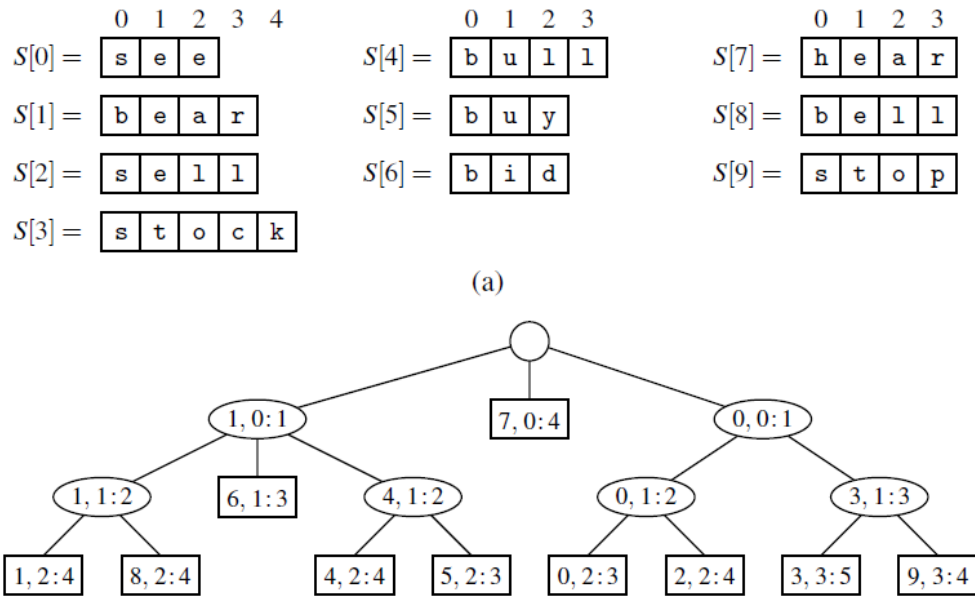 0 1 2 3 4 0 1 2 3 0 1 2 3
S[0] = s e e S[4] = b u l l S[7] = h e a r
S[1] = b e a r S[5] = b u y S[8] = b e l l
S[2] = s e l l S[6] = b i d S[9] = s t o p
S[3] = s t o c k
(a)
1, 0:1 7, 0:4 0, 0:1
1, 1:2 6, 1:3 4, 1:2 0, 1:2 3, 1:3
1, 2:4 8, 2:4 4, 2:4 5, 2:3 0, 2:3 2, 2:4 3, 3:5 9, 3:4